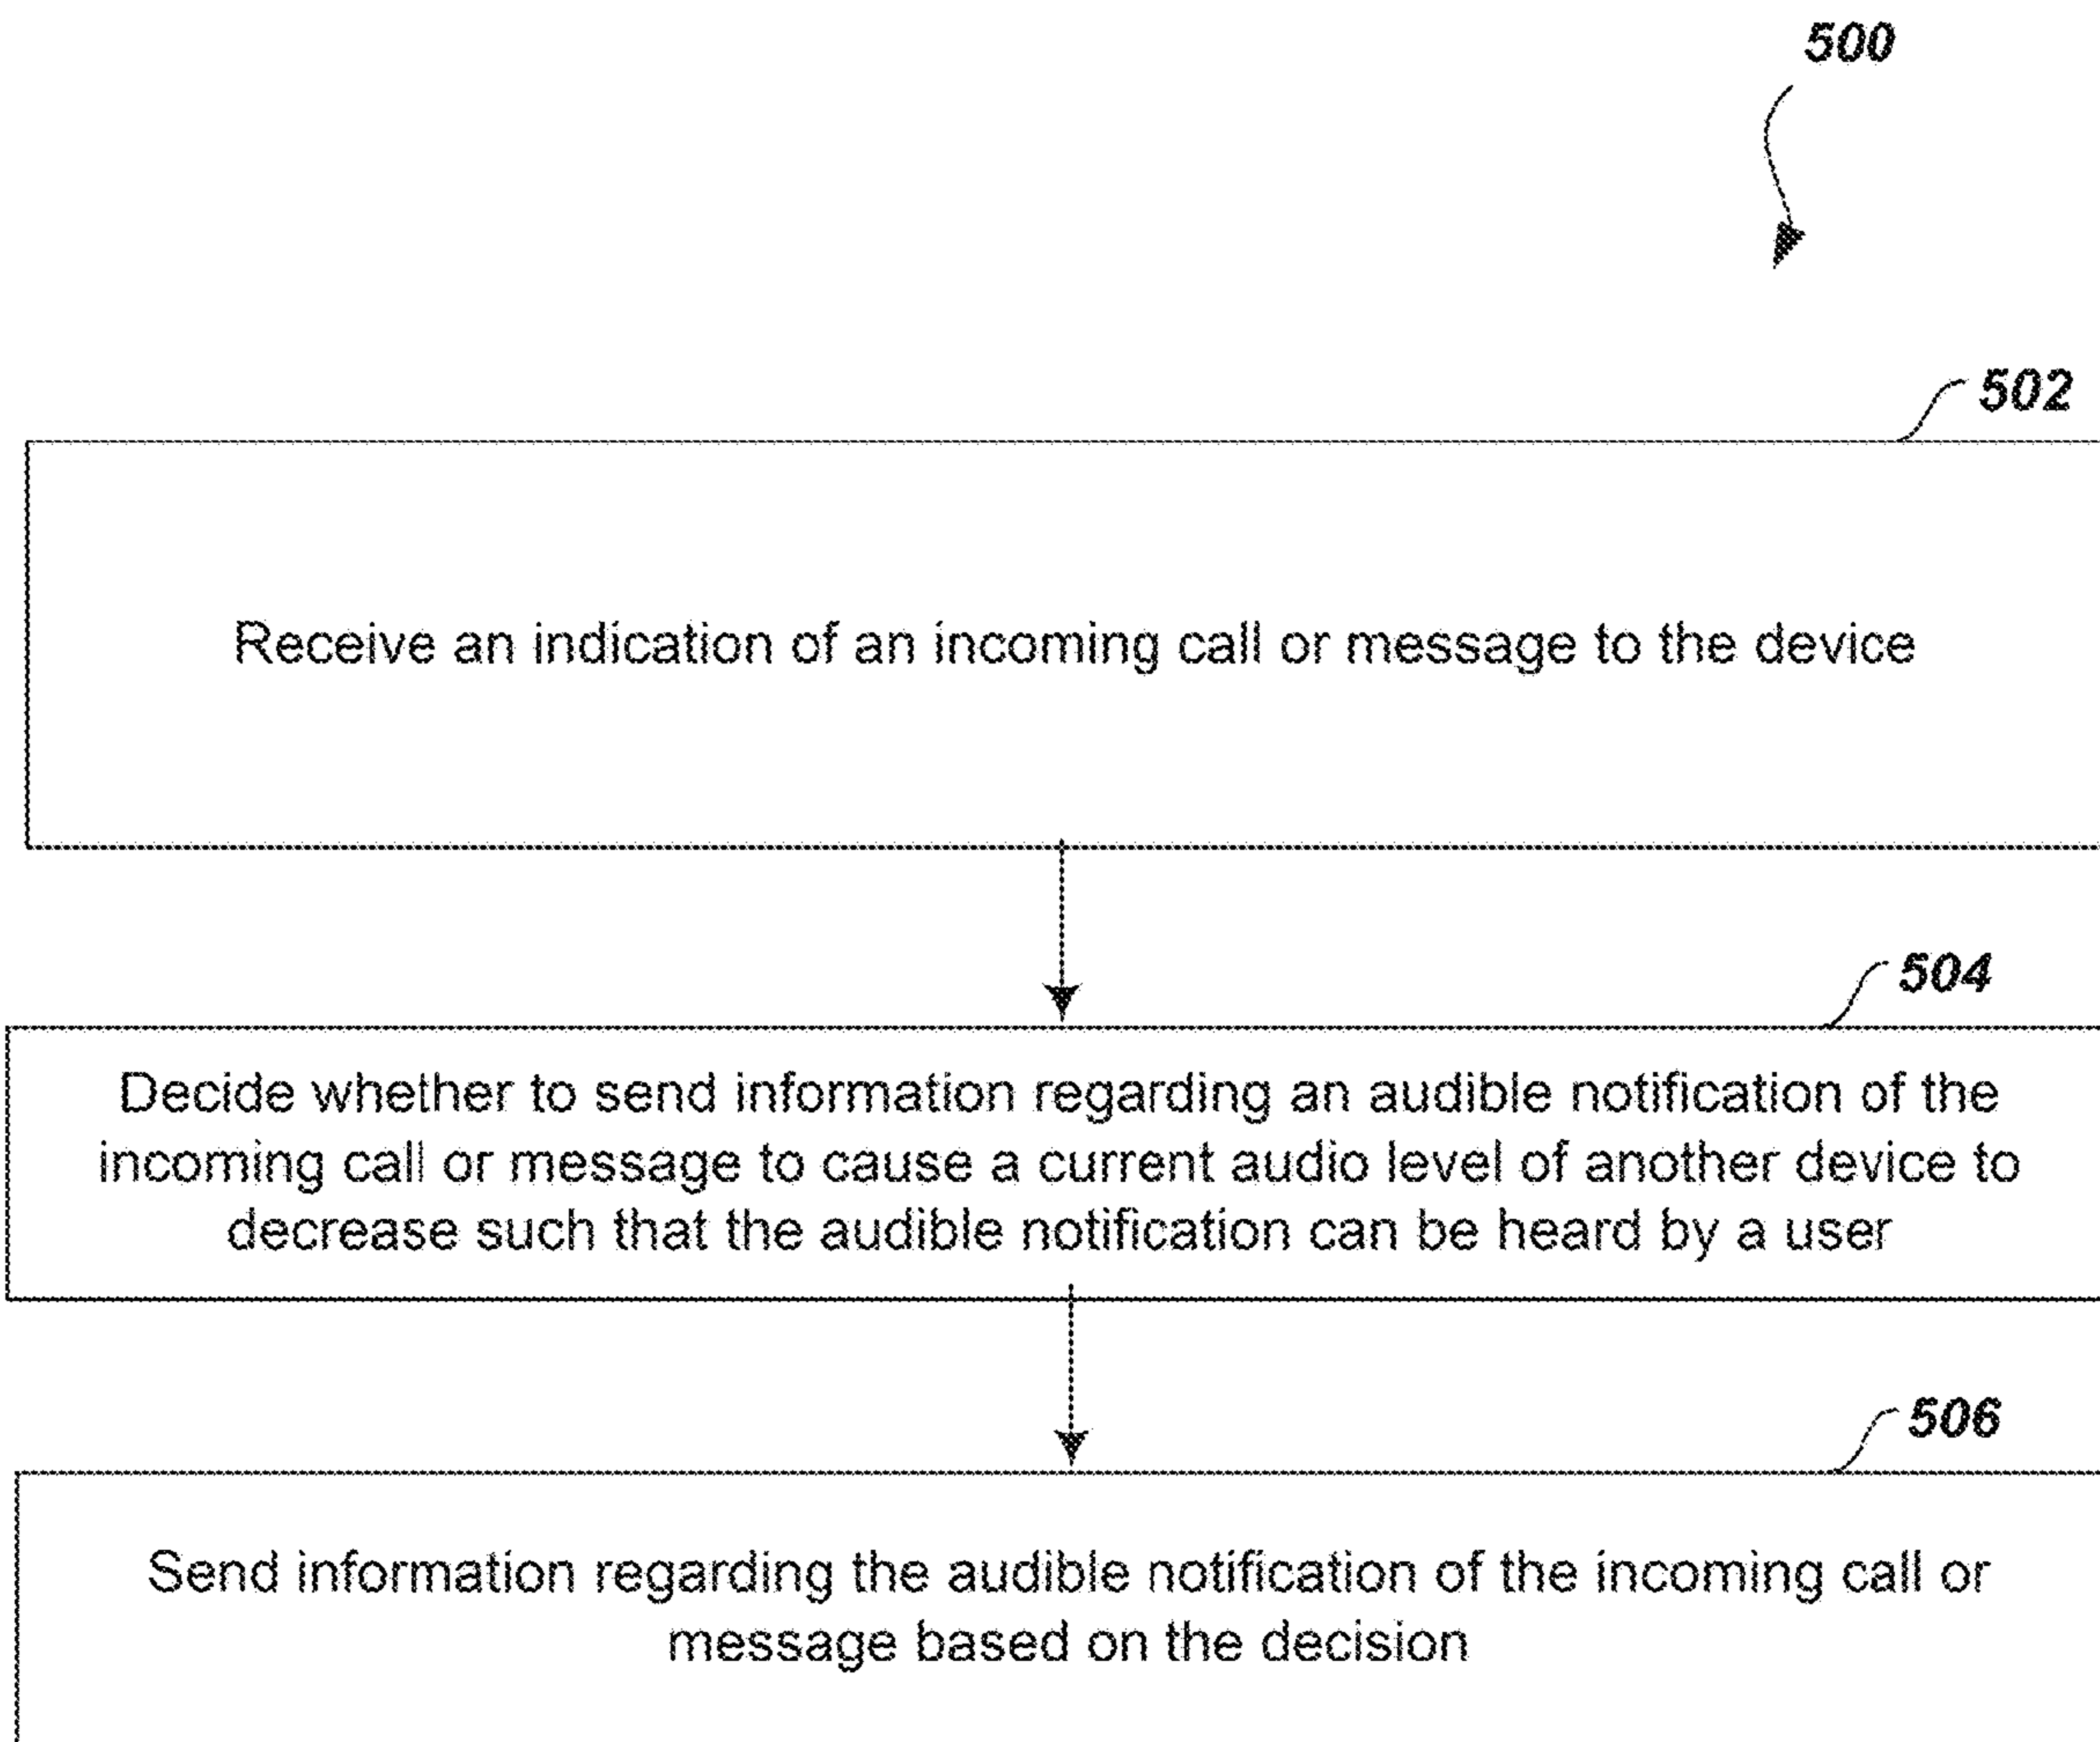 500
502
Receive an indication of an incoming call or message to the device
504
Decide whether to send information regarding an audible notification of the
incoming call or message to cause a current audio level of another device to
decrease such that the audible notification can be heard by a user
506
Send information regarding the audible notification of the incoming call or
message based on the decision